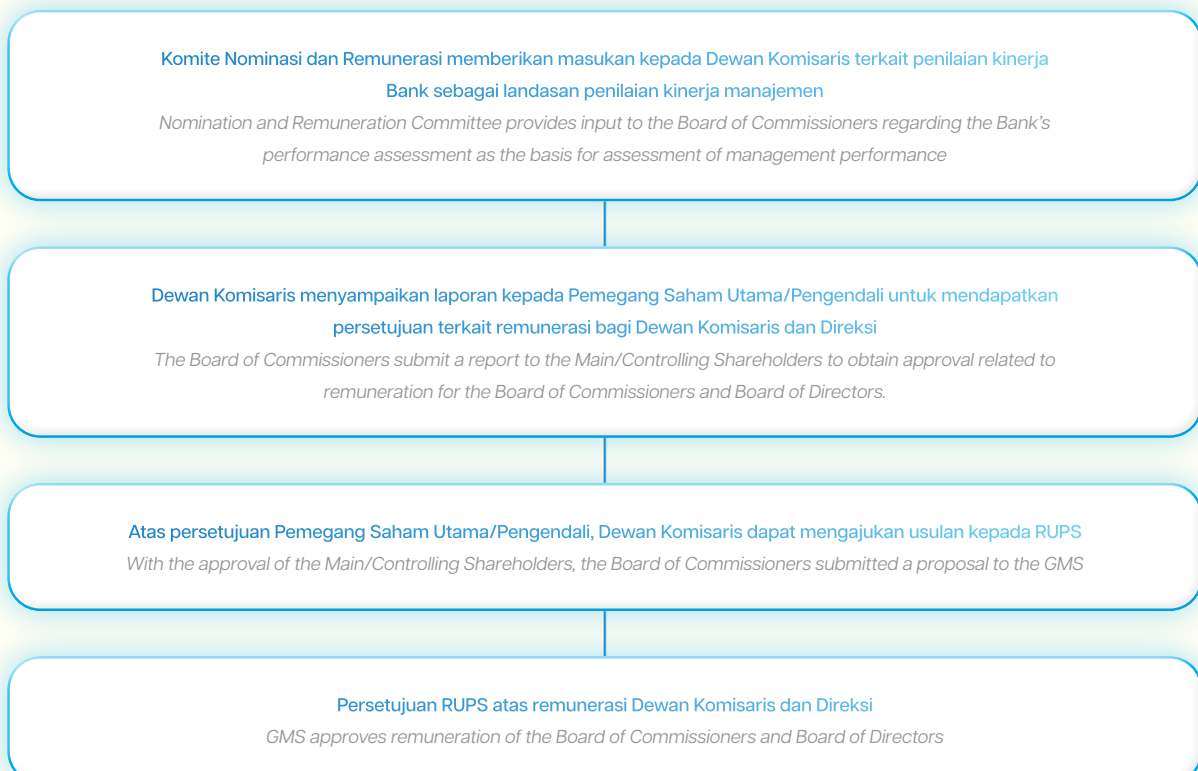 Komite Nominasi dan Remunerasi memberikan masukan kepada Dewan Komisaris terkait penilaian kinerja
Bank sebagai landasan penilaian kinerja manajemen
Nomination and Remuneration Committee provides input to the Board of Commissioners regarding the Bank's
performance assessment as the basis for assessment of management performance
Dewan Komisaris menyampaikan laporan kepada Pemegang Saham Utama/Pengendali untuk mendapatkan
persetujuan terkait remunerasi bagi Dewan Komisaris dan Direksi
The Board of Commissioners submit a report to the Main/Controlling Shareholders to obtain approval related to
remuneration for the Board of Commissioners and Board of Directors.
Atas persetujuan Pemegang Saham Utama/Pengendali, Dewan Komisaris dapat mengajukan usulan kepada RUPS
With the approval of the Main/Controlling Shareholders, the Board of Commissioners submitted a proposal to the GMS
Persetujuan RUPS atas remunerasi Dewan Komisaris dan Direksi
GMS approves remuneration of the Board of Commissioners and Board of Directors